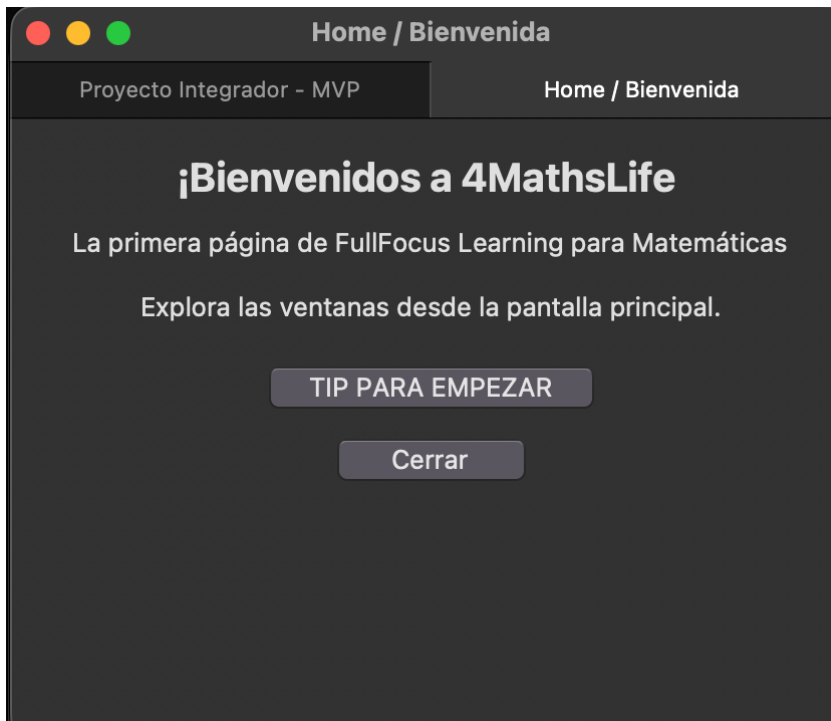 Home / Bienvenida
Proyecto Integrador - MVP
Home / Bienvenida
¡Bienvenidos a 4MathsLife
La primera página de FullFocus Learning para Matemáticas
Explora las ventanas desde la pantalla principal.
TIP PARA EMPEZAR
Cerrar